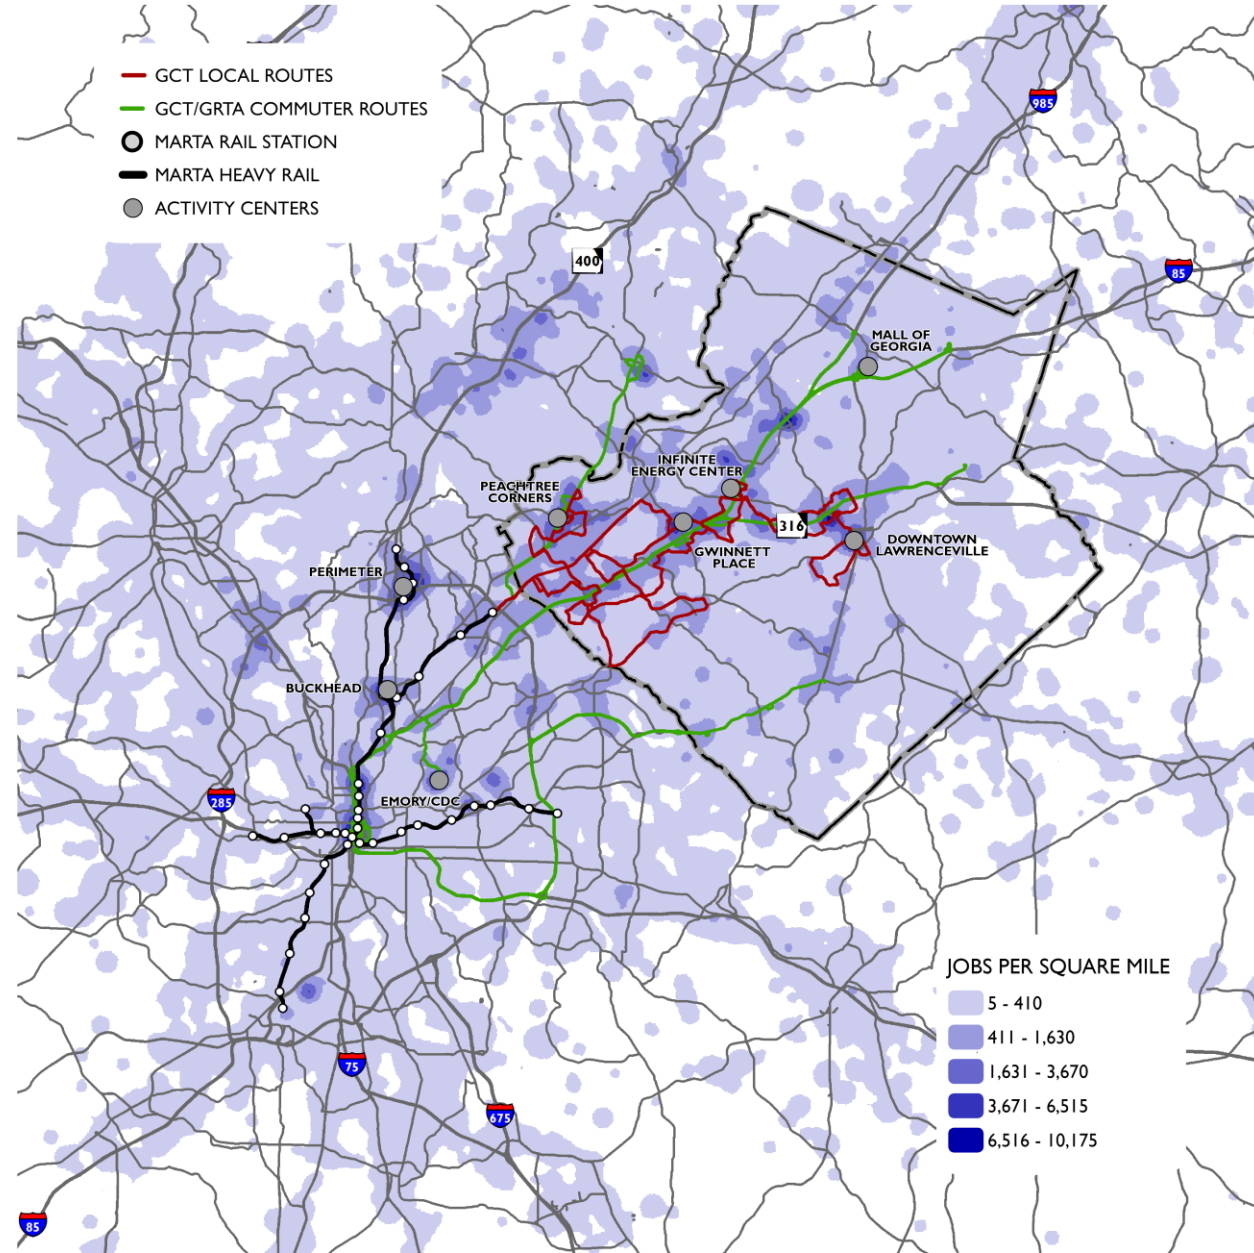 GCT LOCAL ROUTES
GCT/GRTA COMMUTER ROUTES
MARTA RAIL STATION
MARTA HEAVY RAIL
ACTIVITY CENTERS
985
400
85
MALL OF
GEORGIA
INFINITE
ENERGY CENTER
PEACHTREE
CORNERS
316
GWINNETT
PLACE
DOWNTOWN
LAWRENCEVILLE
PERIMETER
BUCKHEAD
EMORY/CDC
285
JOBS PER SQUARE MILE
5 - 410
411 - 1,630
1,631 - 3,670
3,671 - 6,515
6,516 - 10,175
75
675
85